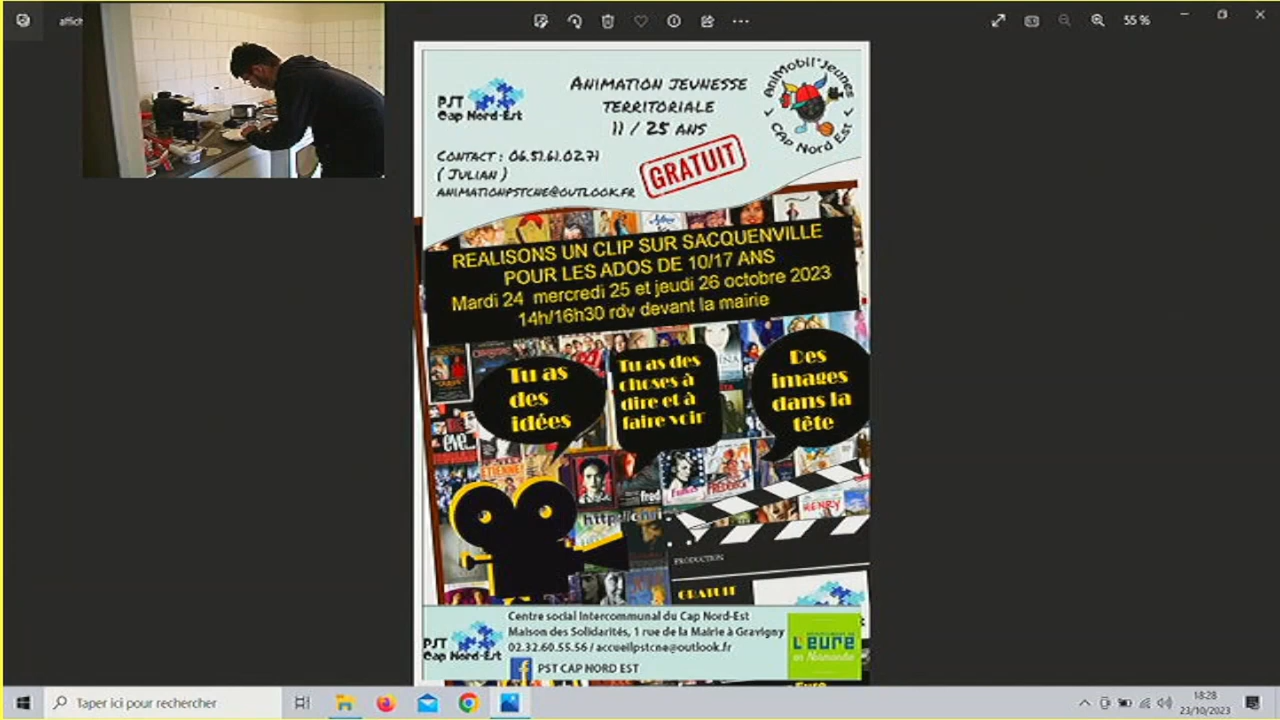 affich
55 %
ANIMATION JEUNESSE
TERRITORIALE
11 / 25 ANS
PST
Cap Nord-Est
AniMobil'Jeunes
CAP Nord Est
CONTACT : 06.51.61.02.71
( JULIAN )
ANIMATIONPSTCNE@OUTLOOK.FR
GRATUIT
REALISONS UN CLIP SUR SACQUENVILLE
POUR LES ADOS DE 10/17 ANS
Mardi 24 mercredi 25 et jeudi 26 octobre 2023
14h/16h30 rdv devant la mairie
Tu as
des
idées
Tu as des
choses à
dire et à
faire voir
Des
images
dans la
tête
EVE...
ETIENNE!
fred
FREDERICA
HENRY
PRODUCTION
GRATUIT
Centre social Intercommunal du Cap Nord-Est
Maison des Solidarités, 1 rue de la Mairie à Gravigny
02.32.60.55.56 / accueilpstcne@outlook.fr
PST CAP NORD EST
PST
Cap Nord-Est
L'eure
en Normandie
Taper ici pour rechercher
18:28
23/10/2023